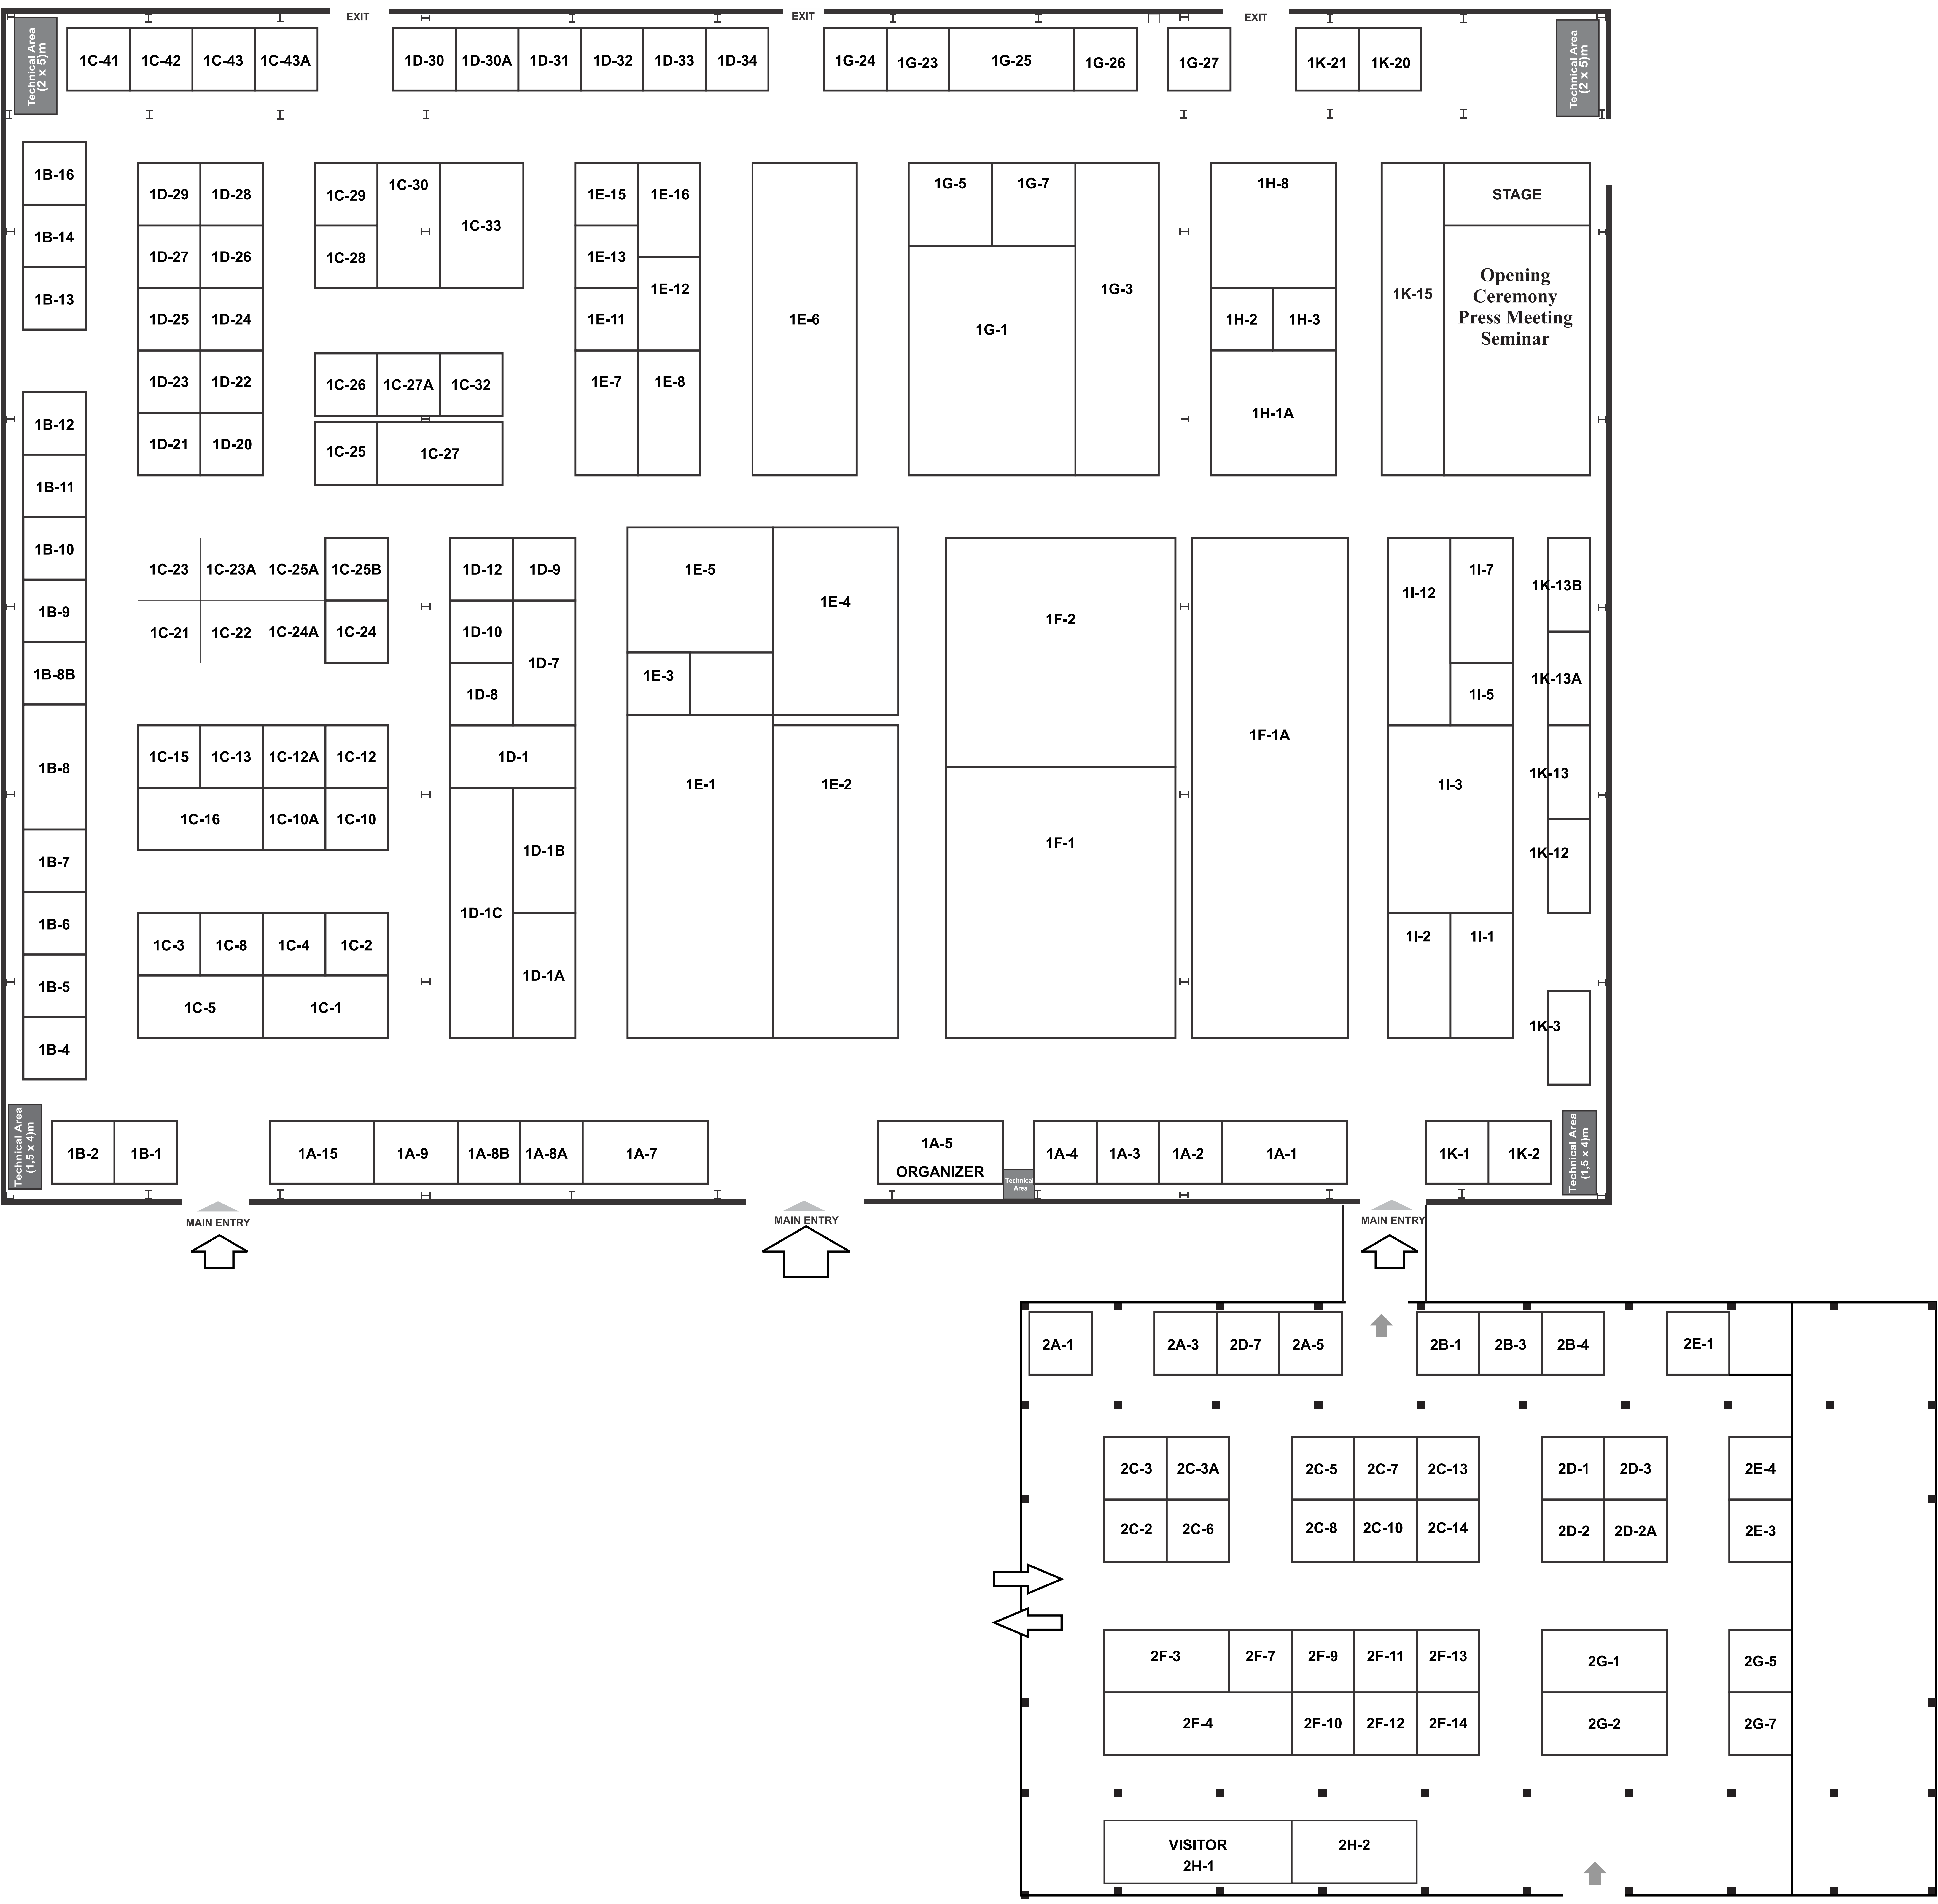 EXIT
EXIT
EXIT
Technical Area
(2 x 5)m
1C-41
1C-42
1C-43
1C-43A
1D-30
1D-30A
1D-31
1D-32
1D-33
1D-34
1G-24
1G-23
1G-25
1G-26
1G-27
1K-21
1K-20
Technical Area
(2 x 5)m
1B-16
1B-14
1B-13
1D-29
1D-28
1D-27
1D-26
1D-25
1D-24
1D-23
1D-22
1D-21
1D-20
1C-29
1C-30
1C-33
1C-28
1C-26
1C-27A
1C-32
1C-25
1C-27
1E-15
1E-16
1E-13
1E-12
1E-11
1E-7
1E-8
1E-6
1G-5
1G-7
1G-3
1G-1
1H-8
1H-2
1H-3
1H-1A
1K-15
STAGE
Opening
Ceremony
Press Meeting
Seminar
1B-12
1B-11
1B-10
1B-9
1B-8B
1B-8
1B-7
1B-6
1B-5
1B-4
1C-23
1C-23A
1C-25A
1C-25B
1C-21
1C-22
1C-24A
1C-24
1C-15
1C-13
1C-12A
1C-12
1C-16
1C-10A
1C-10
1C-3
1C-8
1C-4
1C-2
1C-5
1C-1
1D-12
1D-9
1D-10
1D-7
1D-8
1D-1
1D-1B
1D-1C
1D-1A
1E-5
1E-4
1E-3
1E-1
1E-2
1F-2
1F-1
1F-1A
1I-12
1I-7
1I-5
1I-3
1I-2
1I-1
1K-13B
1K-13A
1K-13
1K-12
1K-3
Technical Area
(1,5 x 4)m
1B-2
1B-1
1A-15
1A-9
1A-8B
1A-8A
1A-7
1A-5
ORGANIZER
Technical
Area
1A-4
1A-3
1A-2
1A-1
1K-1
1K-2
Technical Area
(1,5 x 4)m
MAIN ENTRY
MAIN ENTRY
MAIN ENTRY
2A-1
2A-3
2D-7
2A-5
2B-1
2B-3
2B-4
2E-1
2C-3
2C-3A
2C-5
2C-7
2C-13
2D-1
2D-3
2E-4
2C-2
2C-6
2C-8
2C-10
2C-14
2D-2
2D-2A
2E-3
2F-3
2F-7
2F-9
2F-11
2F-13
2G-1
2G-5
2F-4
2F-10
2F-12
2F-14
2G-2
2G-7
VISITOR
2H-1
2H-2